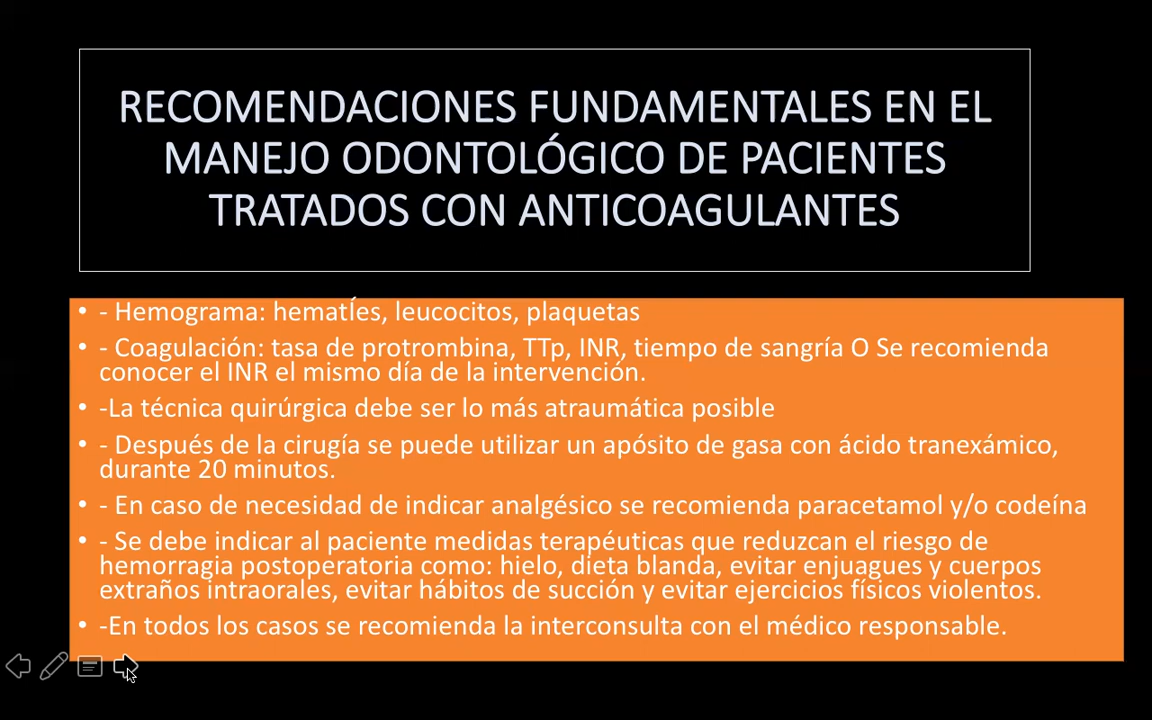 RECOMENDACIONES FUNDAMENTALES EN EL
MANEJO ODONTOLÓGICO DE PACIENTES
TRATADOS CON ANTICOAGULANTES
• - Hemograma: hematÍes, leucocitos, plaquetas
• - Coagulación: tasa de protrombina, TTp, INR, tiempo de sangría O Se recomienda
conocer el INR el mismo día de la intervención.
• -La técnica quirúrgica debe ser lo más atraumática posible
• - Después de la cirugía se puede utilizar un apósito de gasa con ácido tranexámico,
durante 20 minutos.
• - En caso de necesidad de indicar analgésico se recomienda paracetamol y/o codeína
• - Se debe indicar al paciente medidas terapéuticas que reduzcan el riesgo de
hemorragia postoperatoria como: hielo, dieta blanda, evitar enjuagues y cuerpos
extraños intraorales, evitar hábitos de succión y evitar ejercicios físicos violentos.
• -En todos los casos se recomienda la interconsulta con el médico responsable.